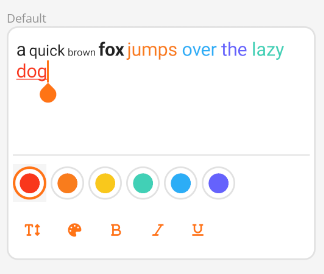 Default
a quick brown fox jumps over the lazy
dog
B
I
U